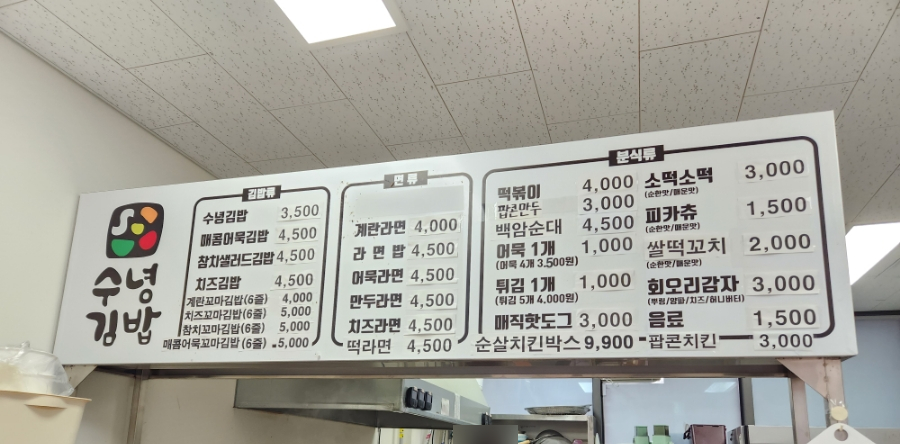 수녕
김밥
김밥류
수녕김밥 3,500
매콤어묵김밥 4,500
참치샐러드김밥 4,500
치즈김밥 4,500
계란꼬마김밥(6줄) 4,000
치즈꼬마김밥(6줄) 5,000
참치꼬마김밥(6줄) 5,000
매콤어묵꼬마김밥(6줄) 5,000
면류
계란라면 4,000
라면밥 4,500
어묵라면 4,500
만두라면 4,500
치즈라면 4,500
떡라면 4,500
분식류
떡볶이 4,000
팝콘만두 3,000
백암순대 4,500
어묵 1개 1,000
(어묵 4개 3,500원)
튀김 1개 1,000
(튀김 5개 4,000원)
매직핫도그 3,000
순살치킨박스 9,900
소떡소떡 3,000
(순한맛/매운맛)
피카츄 1,500
(순한맛/매운맛)
쌀떡꼬치 2,000
(순한맛/매운맛)
회오리감자 3,000
(뿌링/양파/치즈/허니버터)
음료 1,500
팝콘치킨 3,000